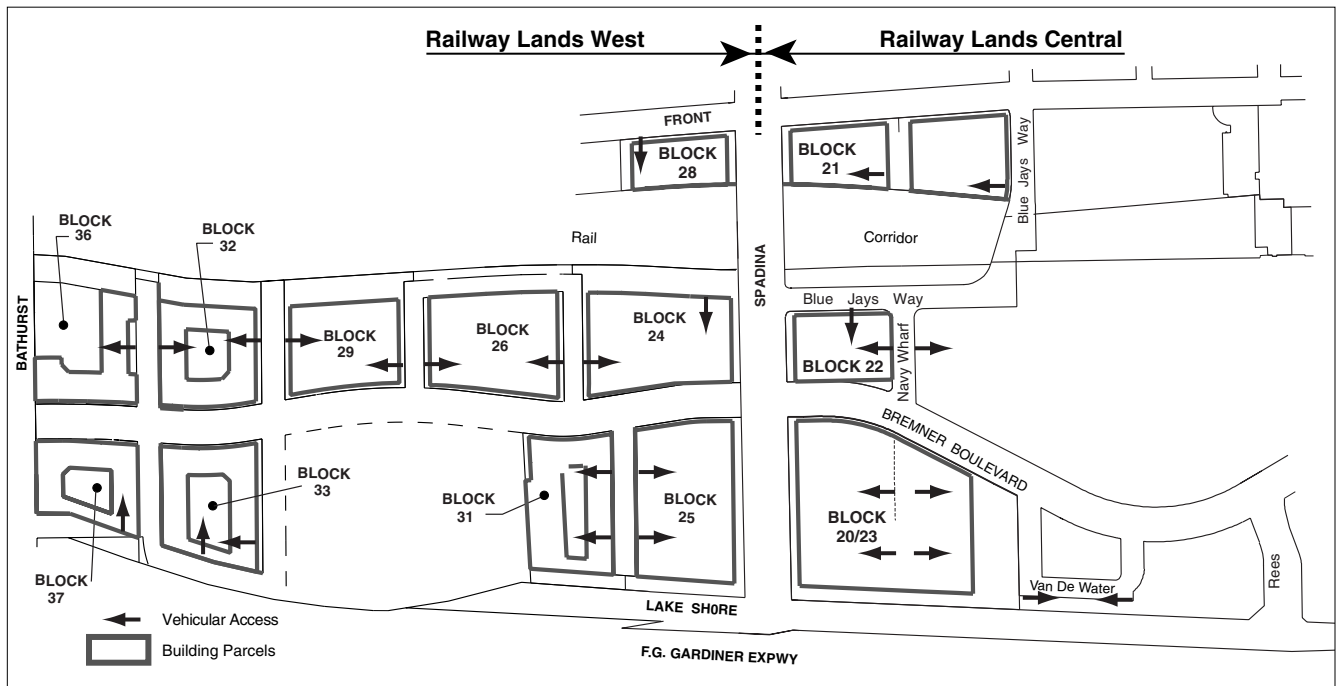 Railway Lands West
Railway Lands Central
FRONT
BLOCK
28
BLOCK
21
Blue Jays Way
BLOCK
36
BLOCK
32
Rail
Corridor
SPADINA
BATHURST
Blue Jays Way
BLOCK
29
BLOCK
26
BLOCK
24
BLOCK 22
Navy Wharf
BREMNER BOULEVARD
BLOCK
33
BLOCK
31
BLOCK
25
BLOCK
20/23
BLOCK
37
Van De Water
Rees
LAKE SHORE
Vehicular Access
Building Parcels
F.G. GARDINER EXPWY